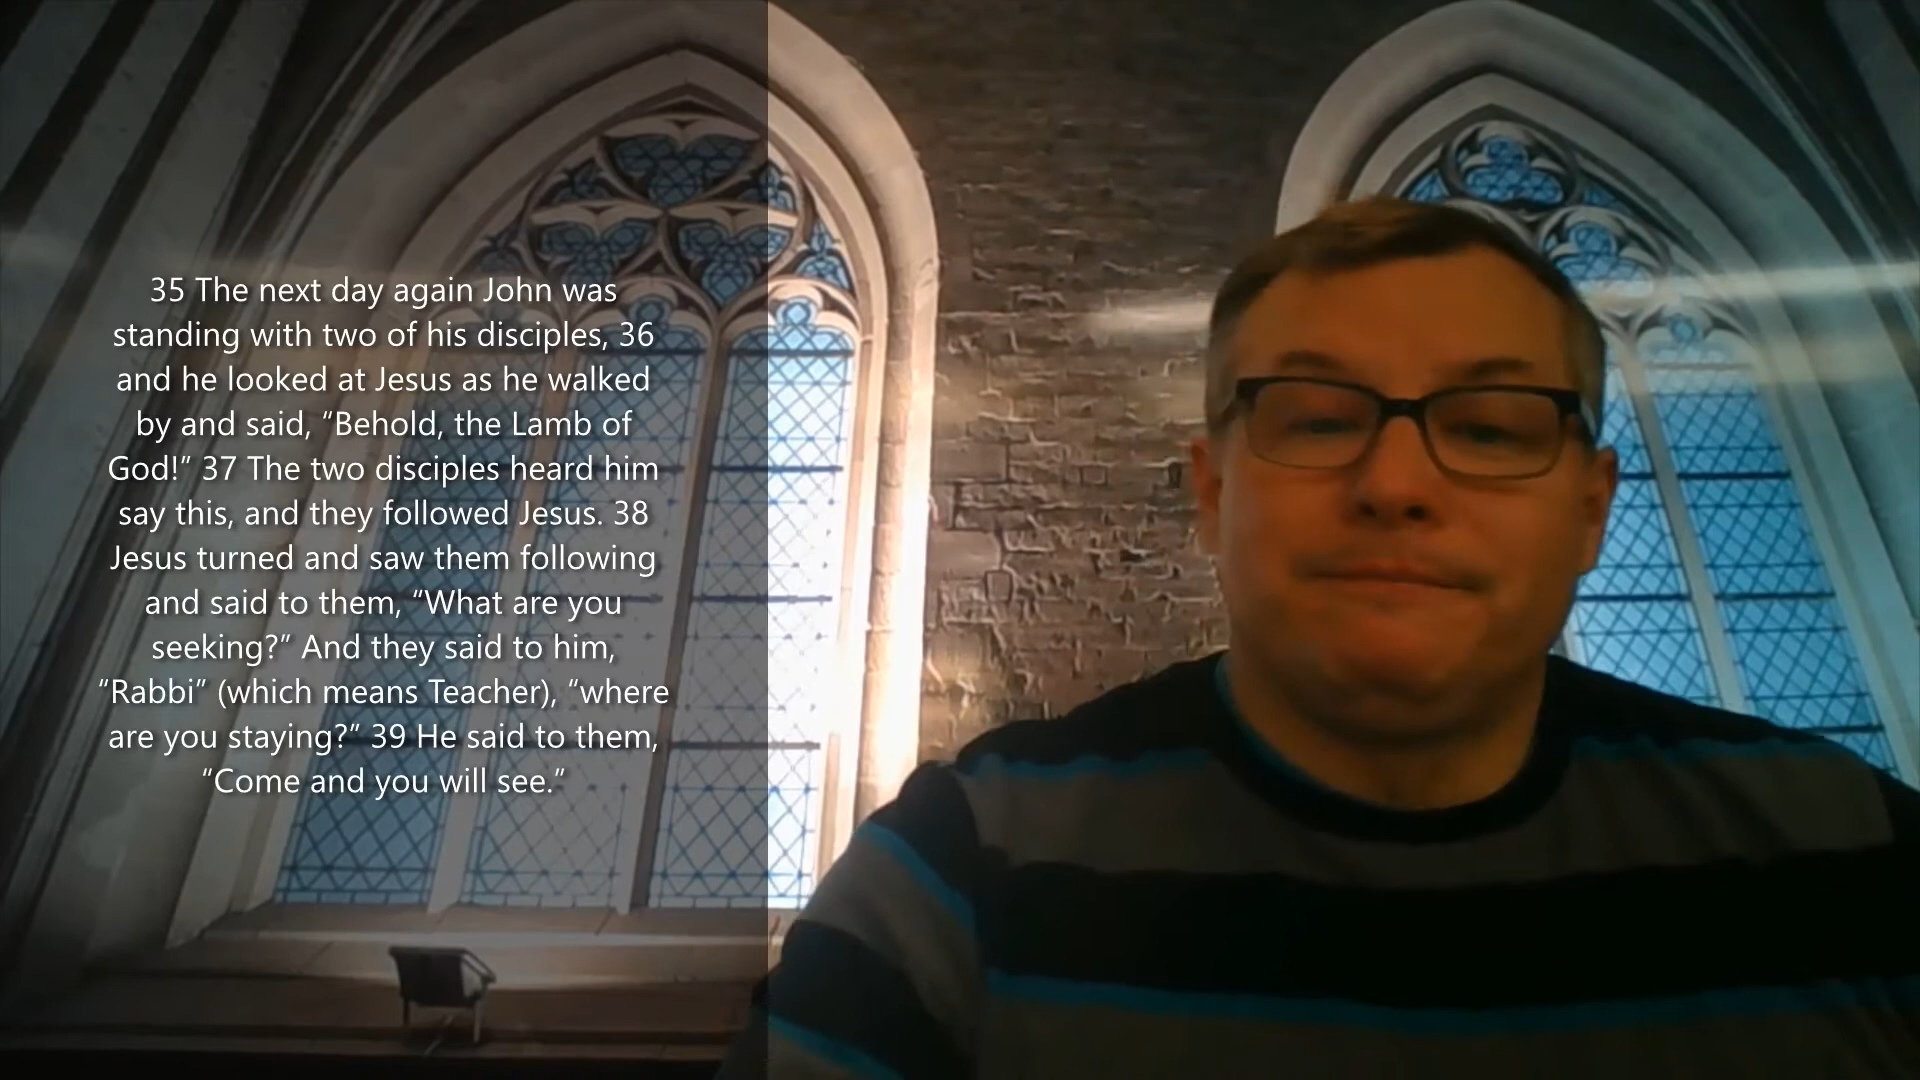 35 The next day again John was
standing with two of his disciples, 36
and he looked at Jesus as he walked
by and said, “Behold, the Lamb of
God!” 37 The two disciples heard him
say this, and they followed Jesus. 38
Jesus turned and saw them following
and said to them, “What are you
seeking?” And they said to him,
“Rabbi” (which means Teacher), “where
are you staying?” 39 He said to them,
“Come and you will see.”